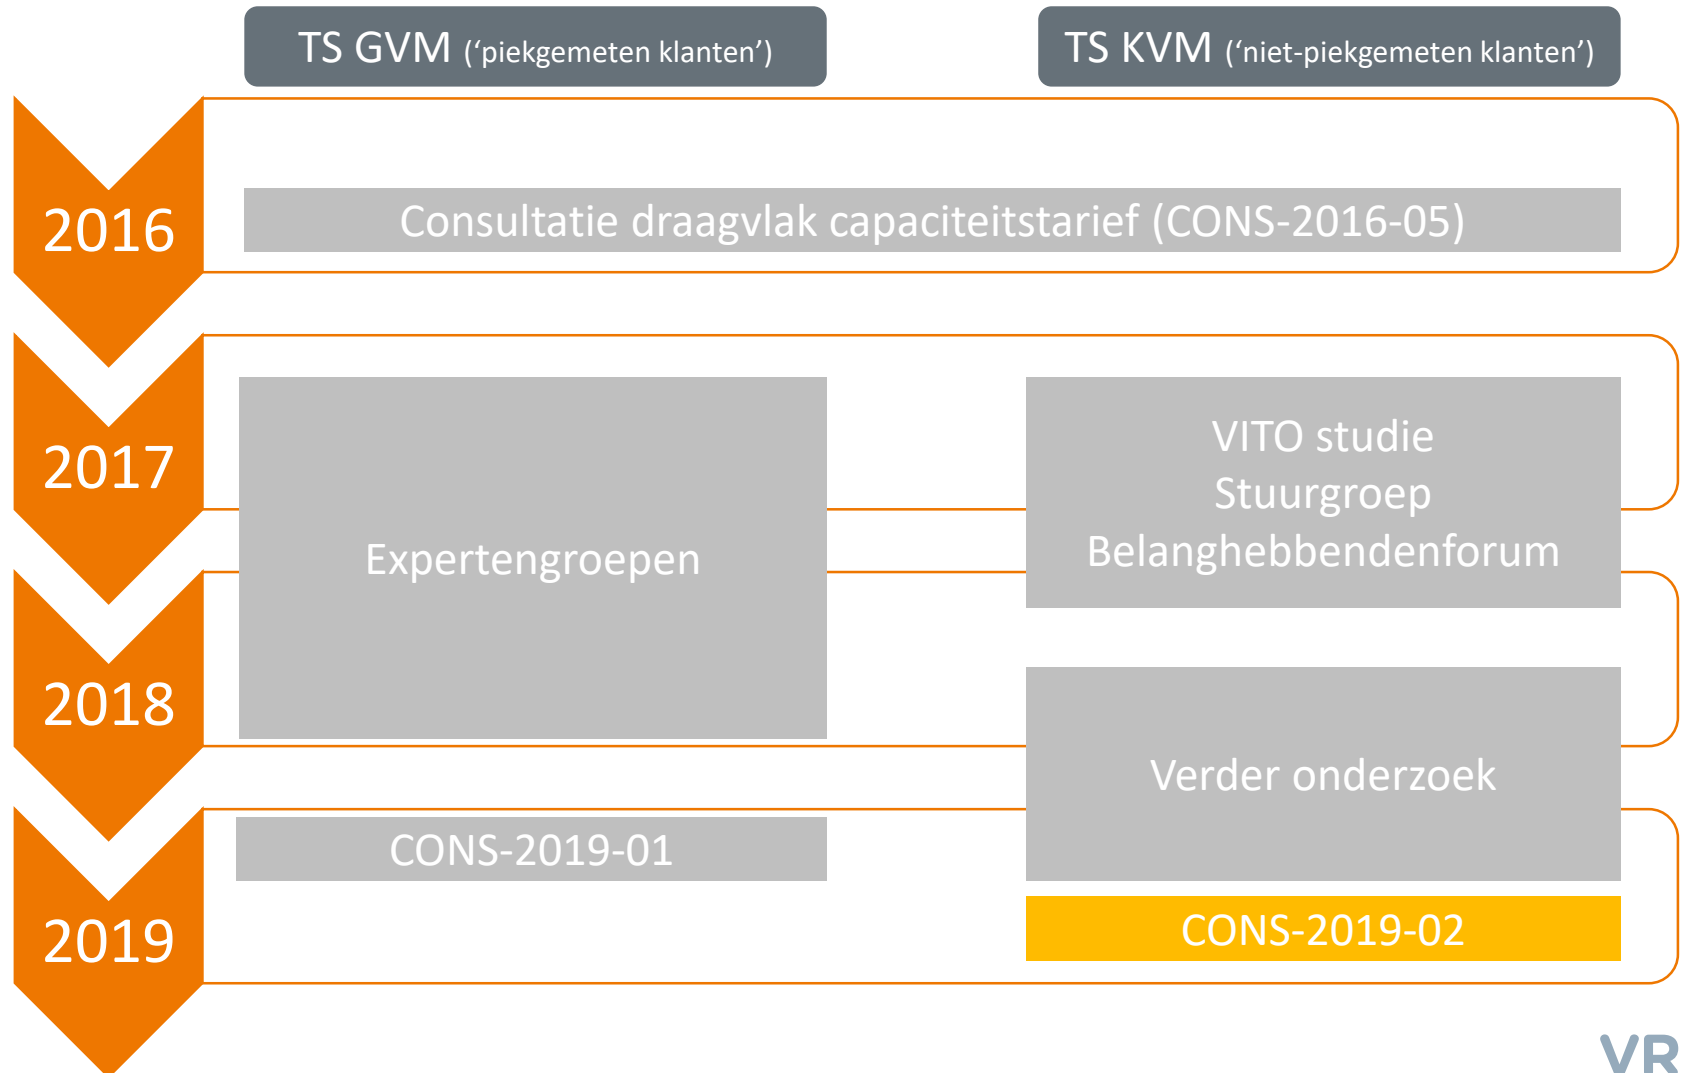 TS GVM (‘piekgemeten klanten’)
TS KVM (‘niet-piekgemeten klanten’)
2016
Consultatie draagvlak capaciteitstarief (CONS-2016-05)
2017
Expertengroepen
VITO studie
Stuurgroep
Belanghebbendenforum
2018
Verder onderzoek
2019
CONS-2019-01
CONS-2019-02
VR